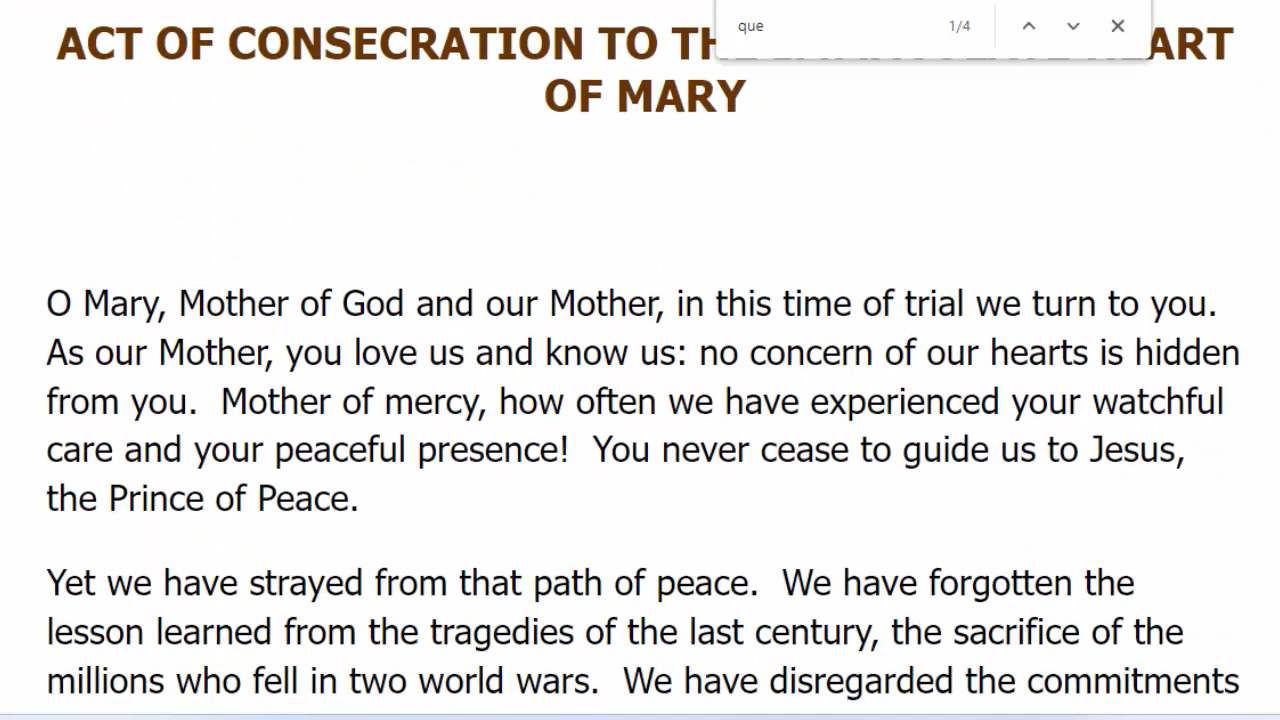 que 1/4
ACT OF CONSECRATION TO ART
OF MARY
O Mary, Mother of God and our Mother, in this time of trial we turn to you.
As our Mother, you love us and know us: no concern of our hearts is hidden
from you.  Mother of mercy, how often we have experienced your watchful
care and your peaceful presence!  You never cease to guide us to Jesus,
the Prince of Peace.
Yet we have strayed from that path of peace.  We have forgotten the
lesson learned from the tragedies of the last century, the sacrifice of the
millions who fell in two world wars.  We have disregarded the commitments